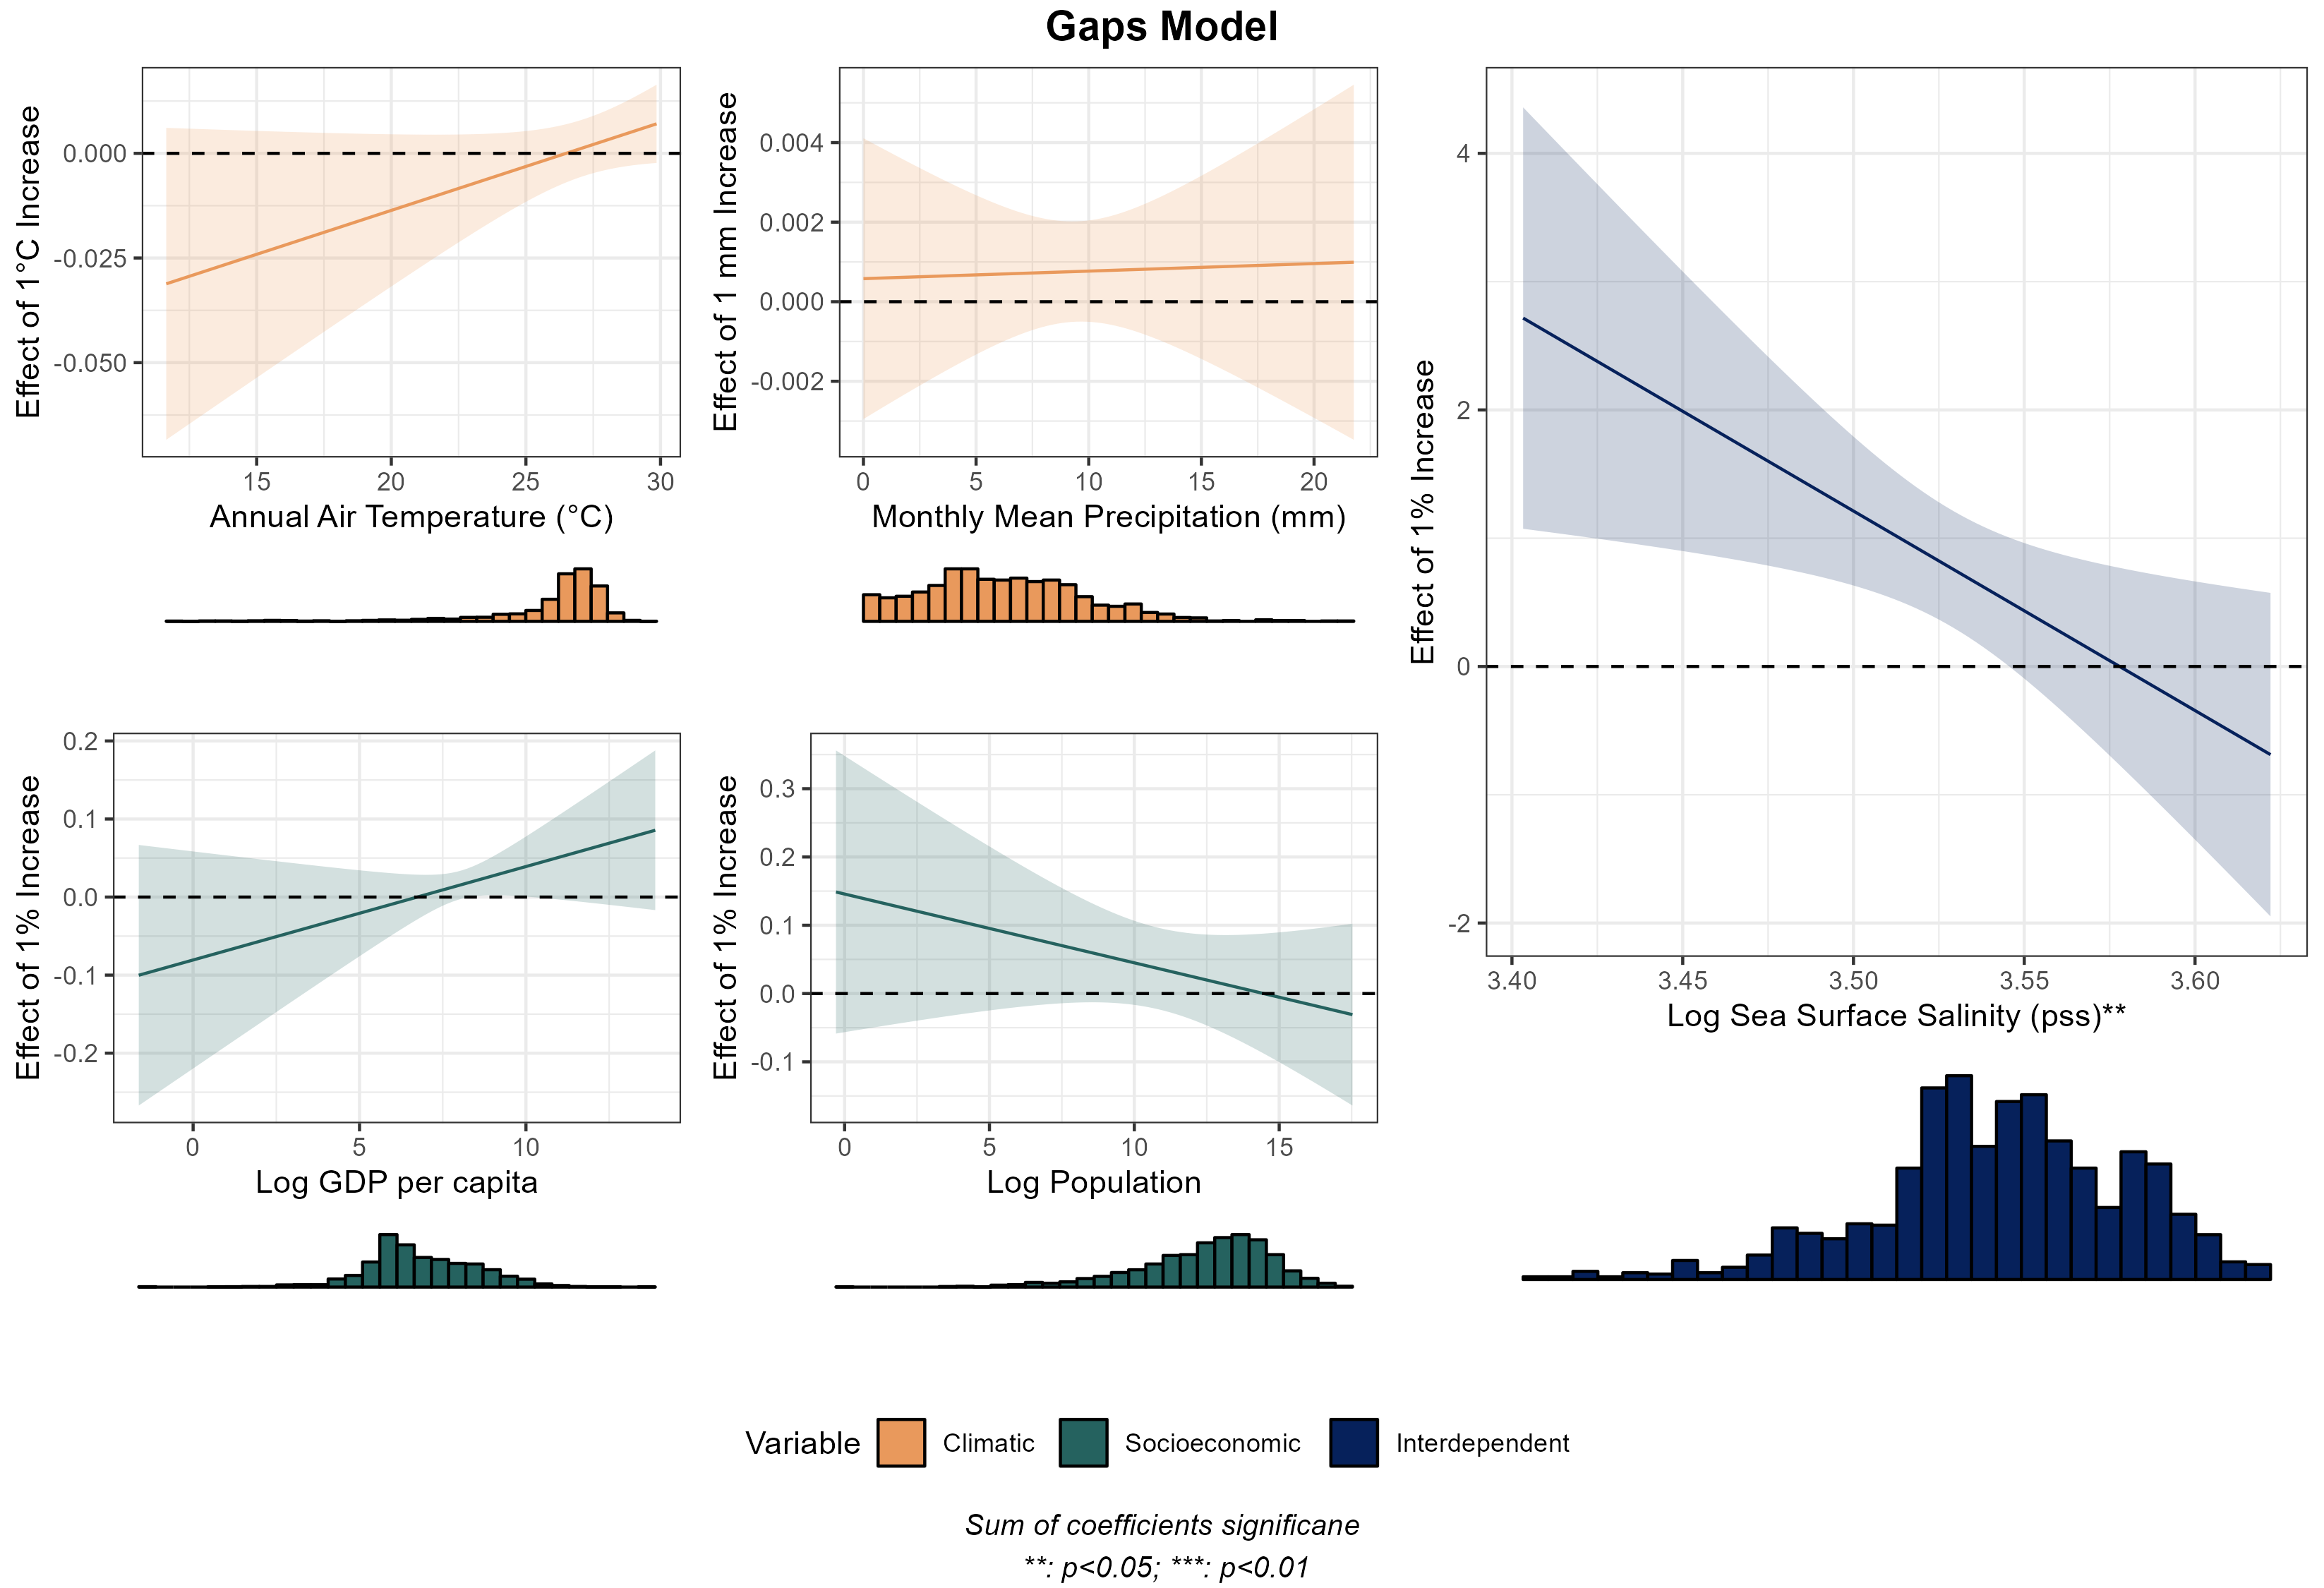 Gaps Model
Effect of 1°C Increase
0.000
-0.025
-0.050
15 20 25 30
Annual Air Temperature (°C)
Effect of 1 mm Increase
0.004
0.002
0.000
-0.002
0 5 10 15 20
Monthly Mean Precipitation (mm)
Effect of 1% Increase
4
2
0
-2
3.40 3.45 3.50 3.55 3.60
Log Sea Surface Salinity (pss)**
Effect of 1% Increase
0.2
0.1
0.0
-0.1
-0.2
0 5 10
Log GDP per capita
Effect of 1% Increase
0.3
0.2
0.1
0.0
-0.1
0 5 10 15
Log Population
Variable Climatic Socioeconomic Interdependent
Sum of coefficients significane
**: p<0.05; ***: p<0.01